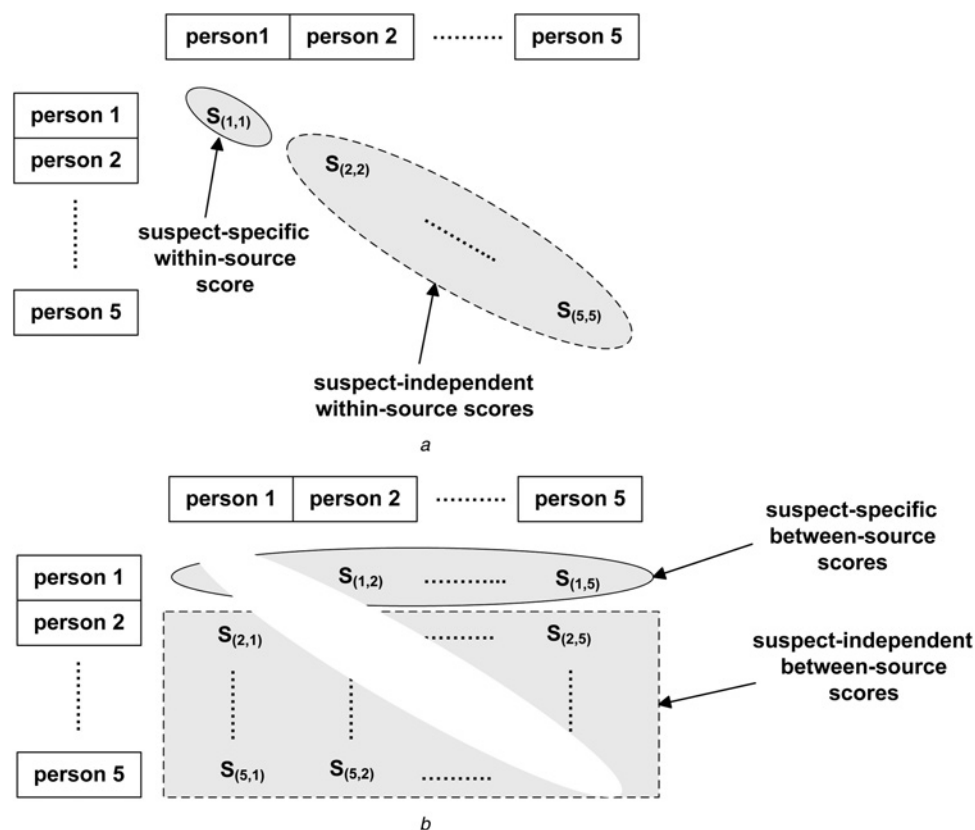 person1 person 2 .......... person 5
person 1
S(1,1)
person 2
S(2,2)
suspect-specific
within-source
score
person 5
S(5,5)
suspect-independent
within-source scores
a
person 1 person 2 .......... person 5
suspect-specific
between-source
scores
person 1
S(1,2) ............ S(1,5)
person 2
S(2,1) .......... S(2,5)
suspect-independent
between-source
scores
person 5
S(5,1) S(5,2) ..........
b